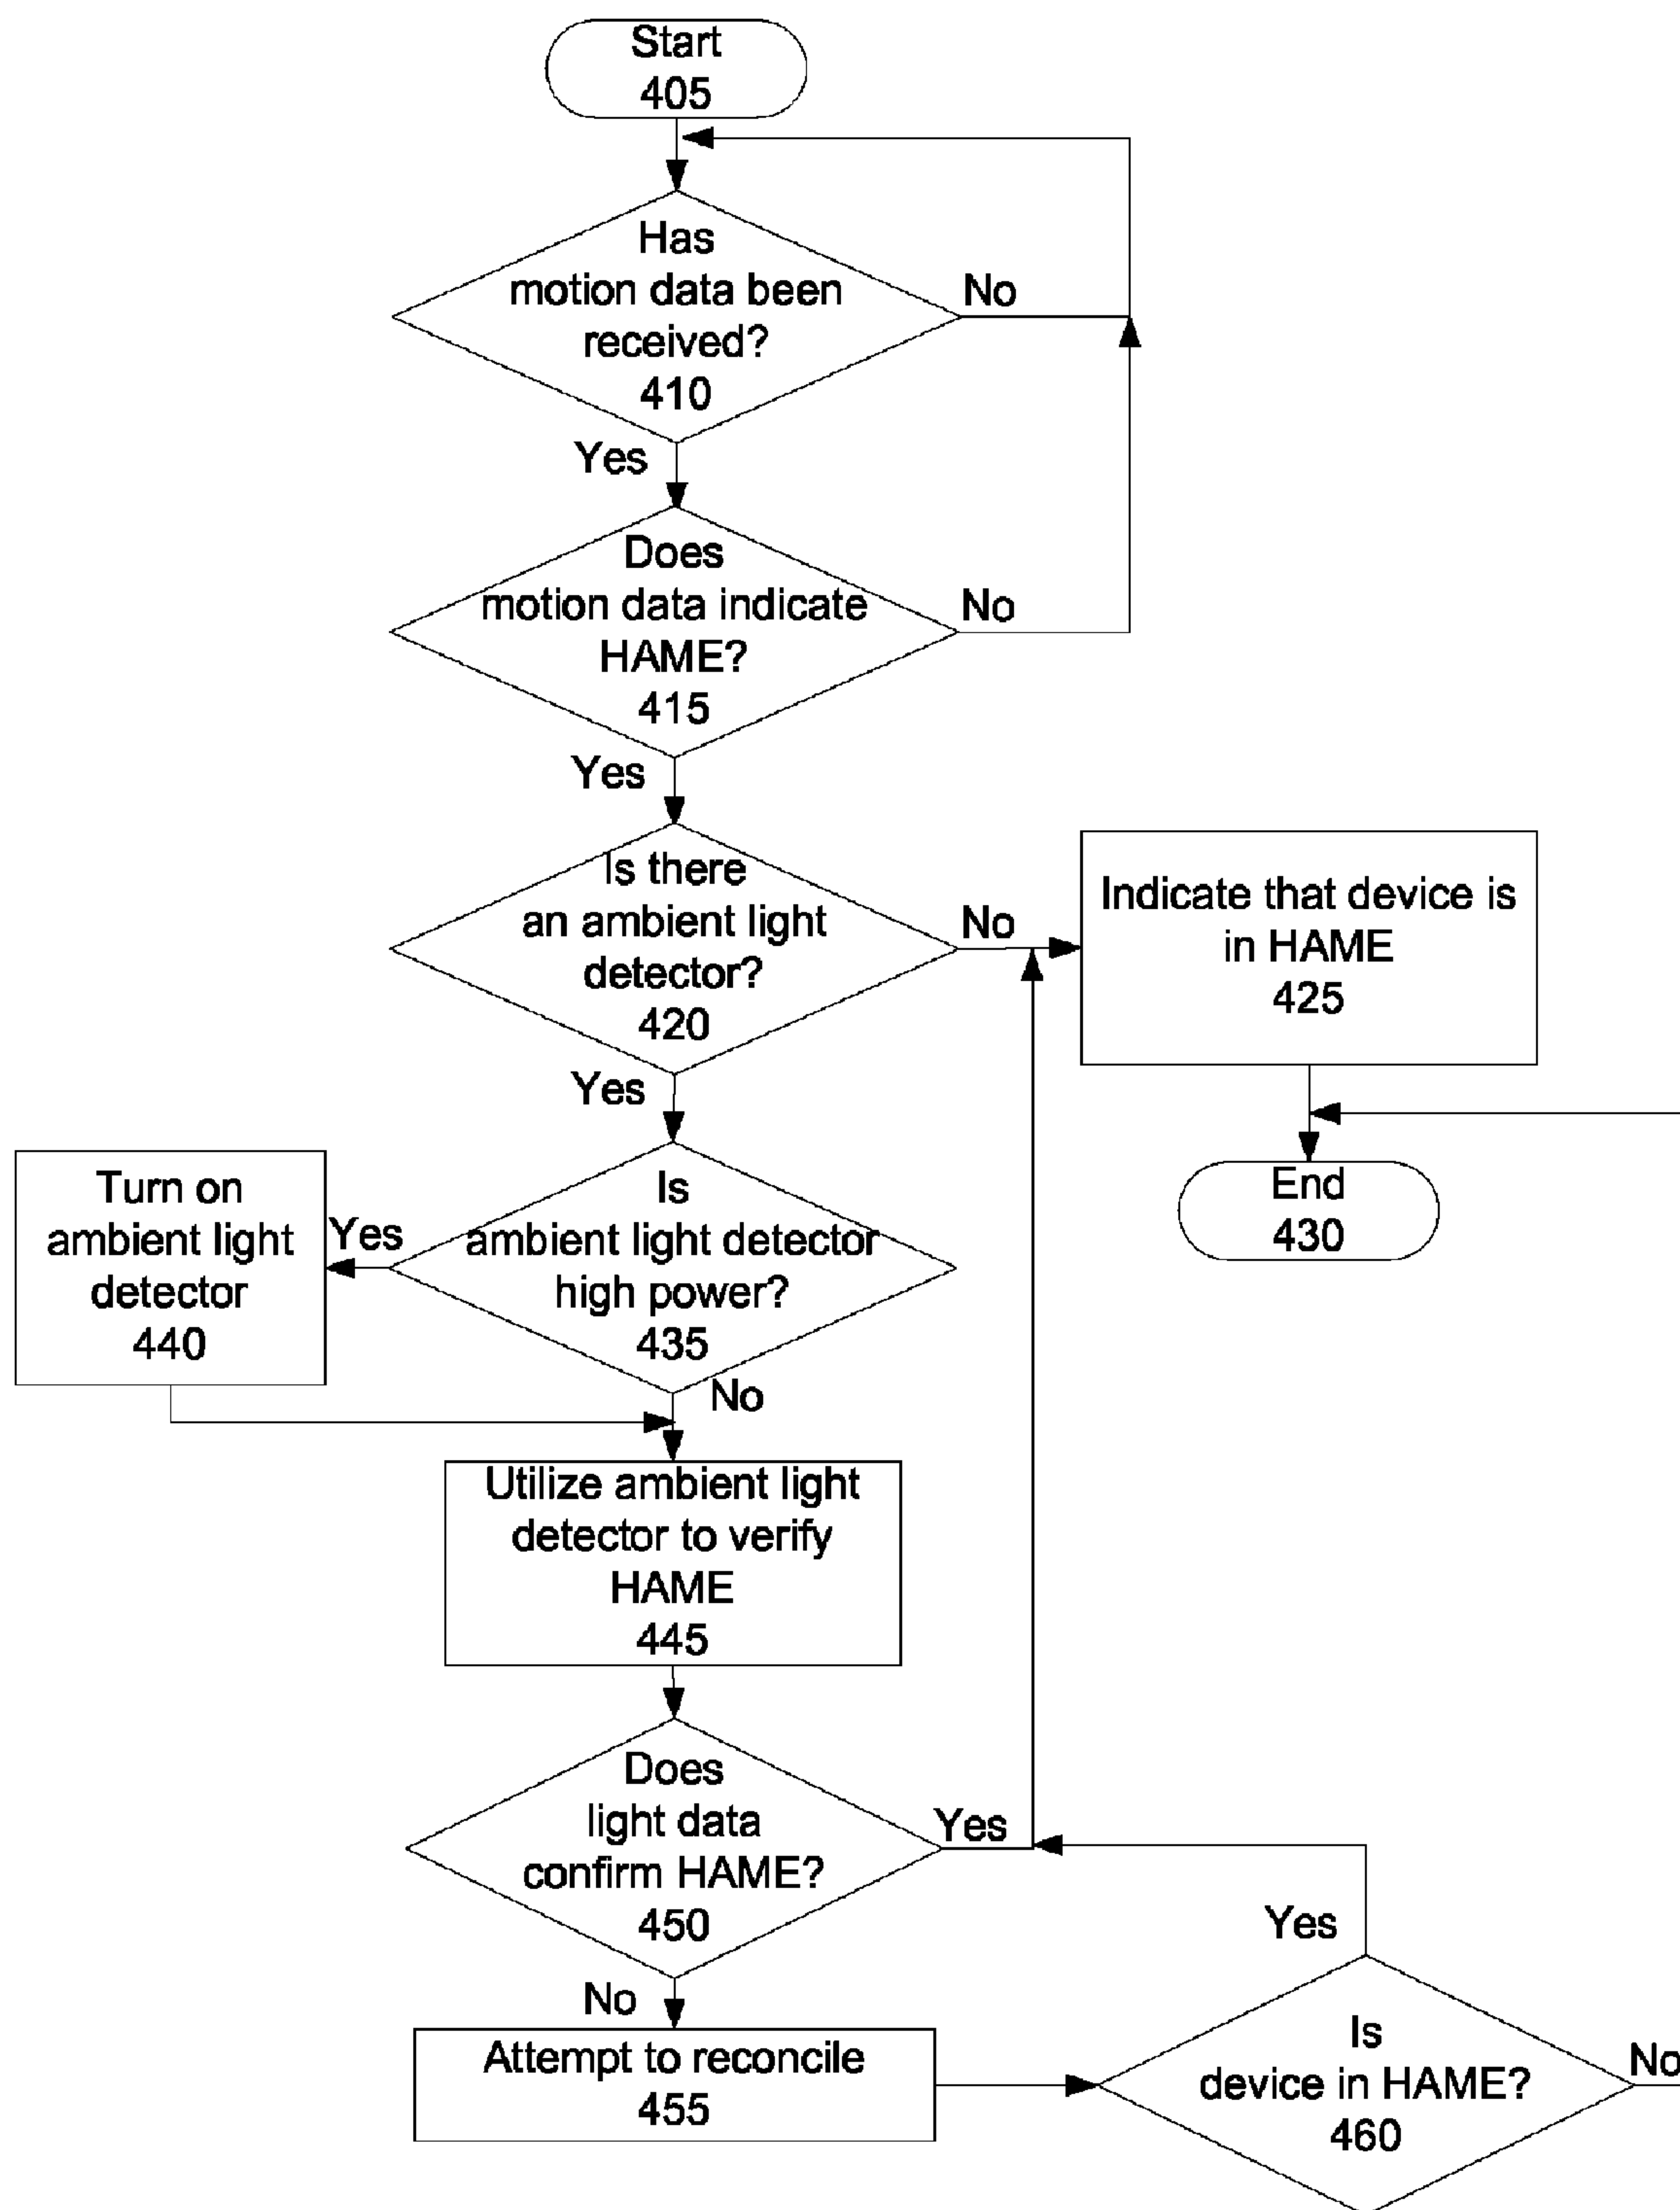 Start
405
Has
motion data been
received?
410
No
Yes
Does
motion data indicate
HAME?
415
No
Yes
Is there
an ambient light
detector?
420
No
Indicate that device is
in HAME
425
Yes
End
430
Is
ambient light detector
high power?
435
Yes
Turn on
ambient light
detector
440
No
Utilize ambient light
detector to verify
HAME
445
Does
light data
confirm HAME?
450
Yes
No
Attempt to reconcile
455
Yes
Is
device in HAME?
460
No